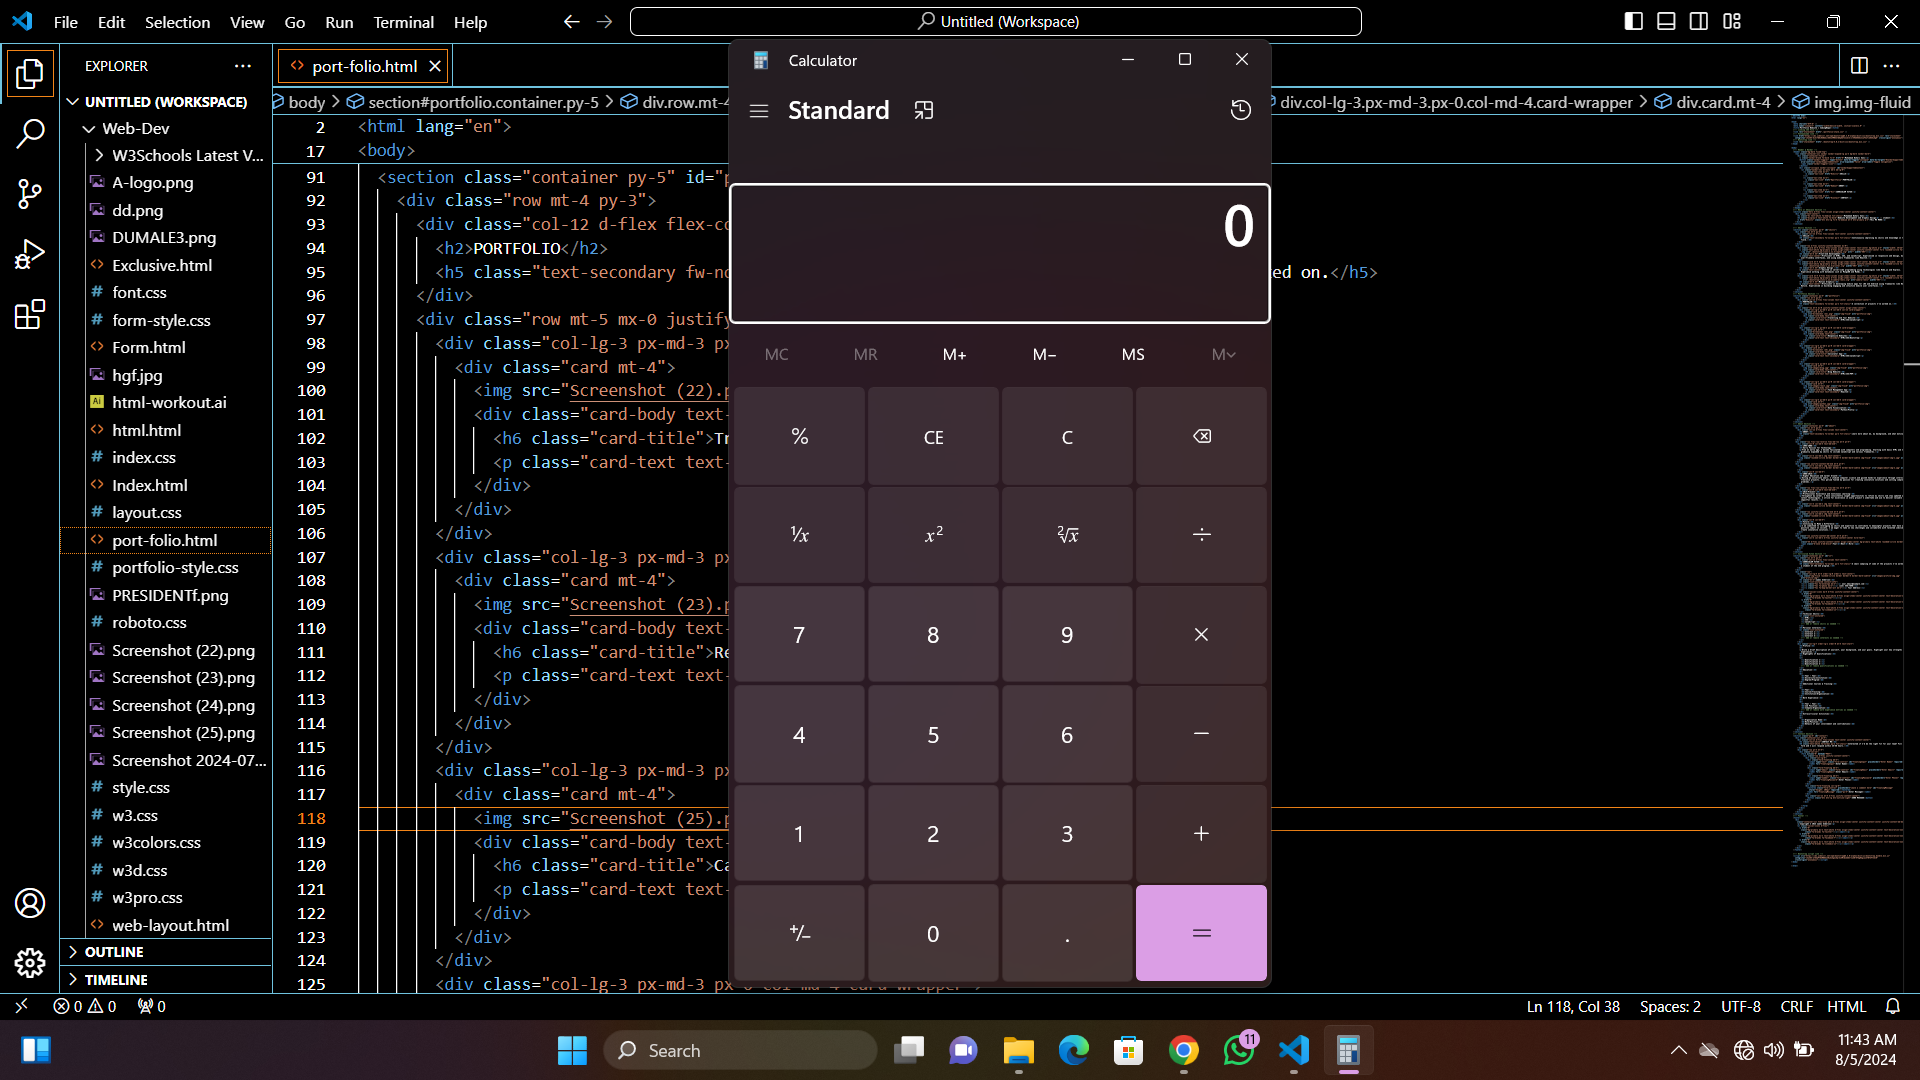 File Edit Selection View Go Run Terminal Help
Untitled (Workspace)
EXPLORER
UNTITLED (WORKSPACE)
Web-Dev
W3Schools Latest V...
A-logo.png
dd.png
DUMALE3.png
Exclusive.html
font.css
form-style.css
Form.html
hgf.jpg
html-workout.ai
html.html
index.css
Index.html
layout.css
port-folio.html
portfolio-style.css
PRESIDENTf.png
roboto.css
Screenshot (22).png
Screenshot (23).png
Screenshot (24).png
Screenshot (25).png
Screenshot 2024-07...
style.css
w3.css
w3colors.css
w3d.css
w3pro.css
web-layout.html
OUTLINE
TIMELINE
port-folio.html
body > section#portfolio.container.py-5 > div.row.mt-4 div.col-lg-3.px-md-3.px-0.col-md-4.card-wrapper > div.card.mt-4 > img.img-fluid
2 <html lang="en">
17 <body>
91 <section class="container py-5" id="p
92 <div class="row mt-4 py-3">
93 <div class="col-12 d-flex flex-co
94 <h2>PORTFOLIO</h2>
95 <h5 class="text-secondary fw-no ed on.</h5>
96 </div>
97 <div class="row mt-5 mx-0 justify
98 <div class="col-lg-3 px-md-3 px
99 <div class="card mt-4">
100 <img src="Screenshot (22).p
101 <div class="card-body text-
102 <h6 class="card-title">Tr
103 <p class="card-text text-
104 </div>
105 </div>
106 </div>
107 <div class="col-lg-3 px-md-3 px
108 <div class="card mt-4">
109 <img src="Screenshot (23).p
110 <div class="card-body text-
111 <h6 class="card-title">Re
112 <p class="card-text text-
113 </div>
114 </div>
115 </div>
116 <div class="col-lg-3 px-md-3 px
117 <div class="card mt-4">
118 <img src="Screenshot (25).p
119 <div class="card-body text-
120 <h6 class="card-title">Ca
121 <p class="card-text text-
122 </div>
123 </div>
124 </div>
125 <div class="col-lg-3 px-md-3 px-0 col-md-4 card-wrapper">
Calculator
Standard
0
MC MR M+ M− MS M
% CE C
¹/x x² ²√x ÷
7 8 9 ×
4 5 6 −
1 2 3 +
+/− 0 . =
0 0 0
Ln 118, Col 38 Spaces: 2 UTF-8 CRLF HTML
Search
11
11:43 AM
8/5/2024